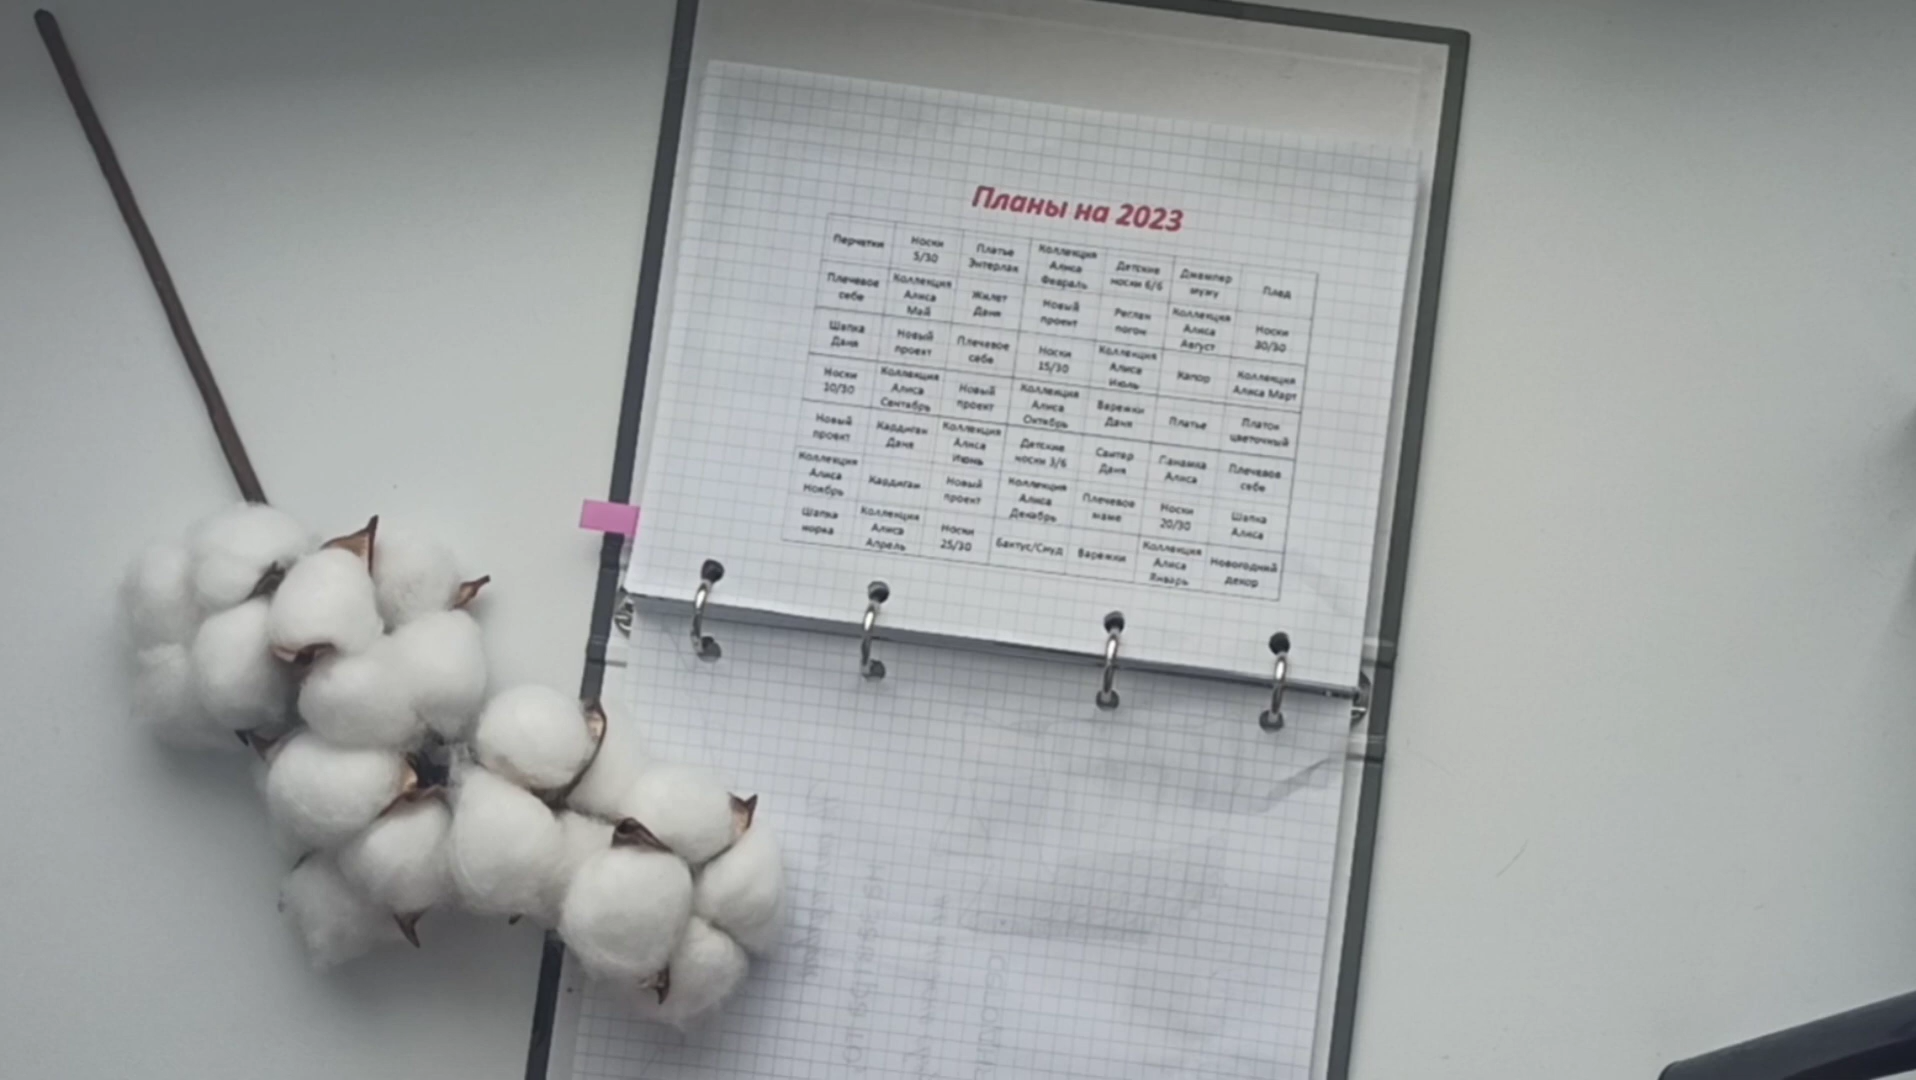 Планы на 2023
Перчатки
Носки
5/30
Платье
Энтерлак
Коллекция
Алиса
Февраль
Детские
носки 6/6
Джемпер
мужу
Плед
Плечевое
себе
Коллекция
Алиса
Май
Жилет
Даня
Новый
проект
Реглан
погон
Коллекция
Алиса
Август
Носки
30/30
Шапка
Даня
Новый
проект
Плечевое
себе
Носки
15/30
Коллекция
Алиса
Июль
Капор
Коллекция
Алиса Март
Носки
10/30
Коллекция
Алиса
Сентябрь
Новый
проект
Коллекция
Алиса
Октябрь
Варежки
Даня
Платье
Платок
цветочный
Новый
проект
Кардиган
Даня
Коллекция
Алиса
Июнь
Детские
носки 3/6
Свитер
Даня
Панамка
Алиса
Плечевое
себе
Коллекция
Алиса
Ноябрь
Кардиган
Новый
проект
Коллекция
Алиса
Декабрь
Плечевое
маме
Носки
20/30
Шапка
Алиса
Шапка
норка
Коллекция
Алиса
Апрель
Носки
25/30
Бактус/Снуд
Варежки
Коллекция
Алиса
Январь
Новогодний
декор